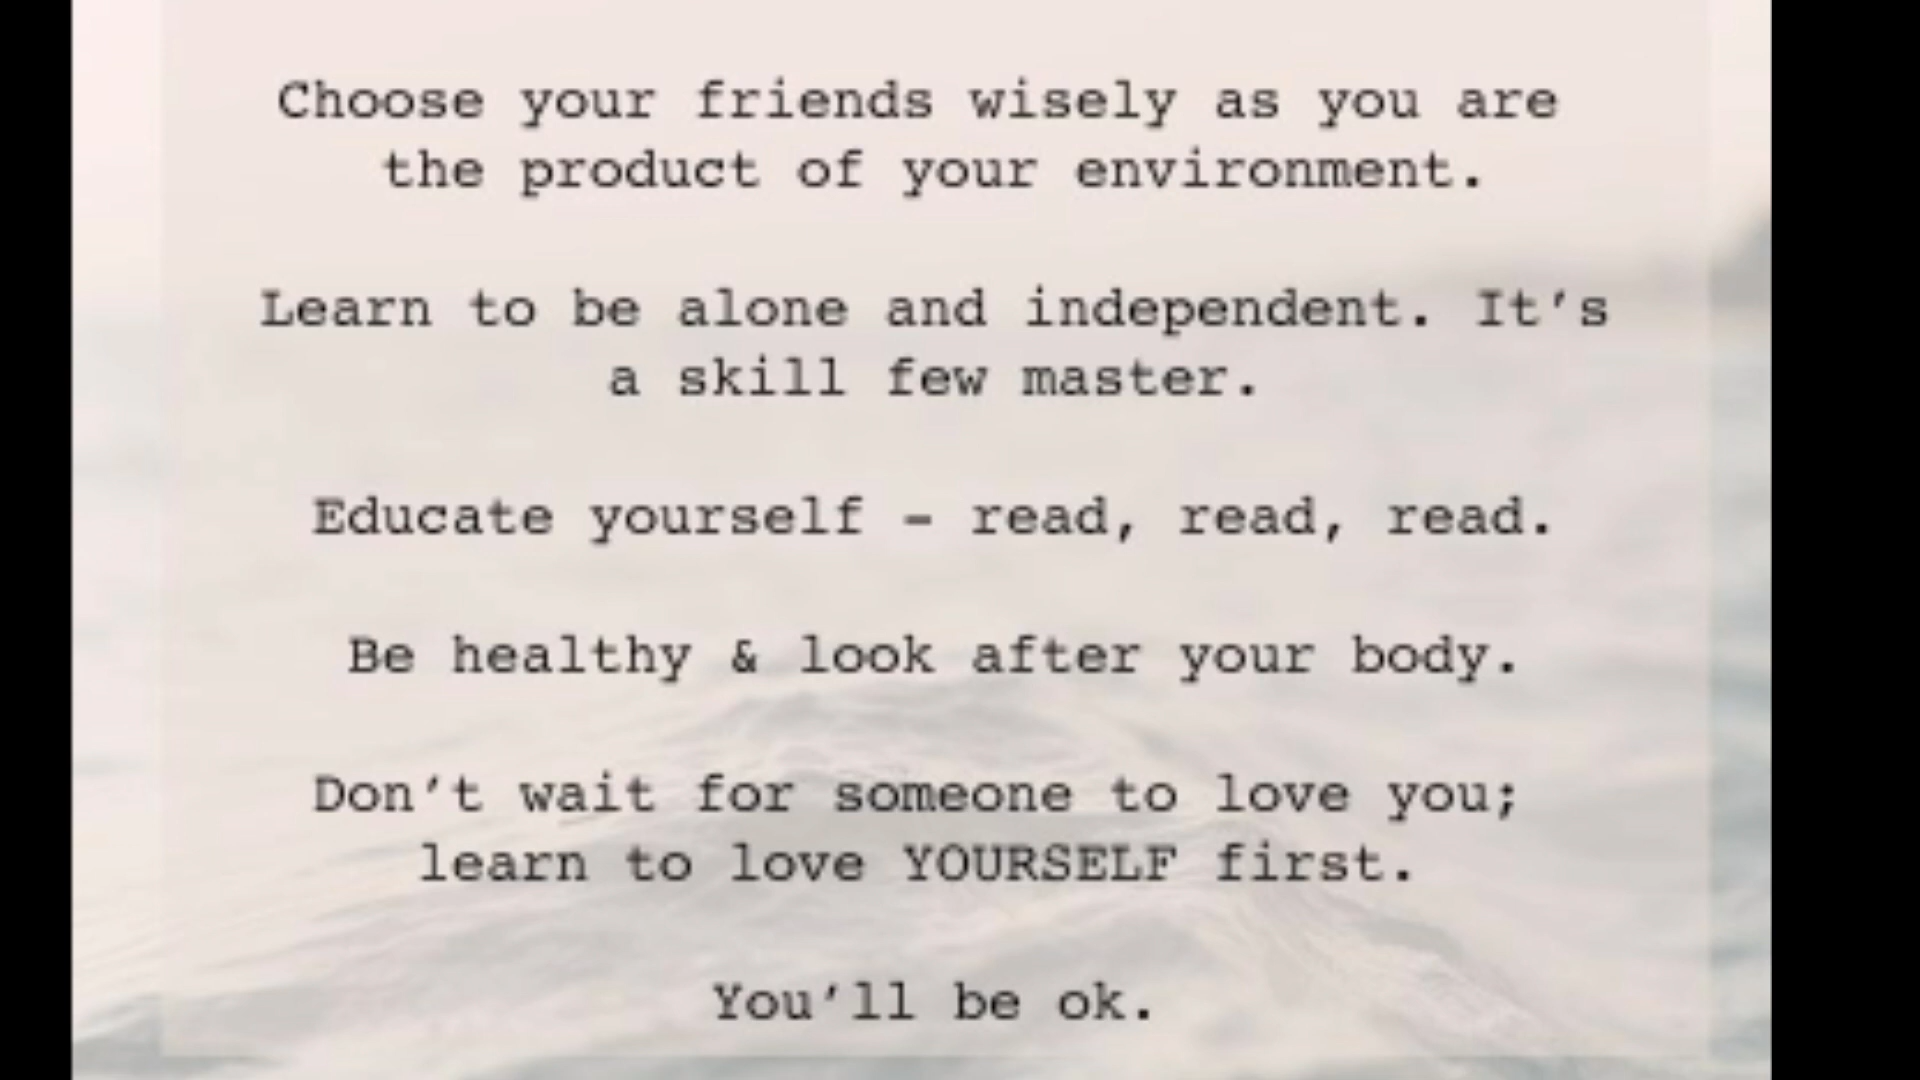 Choose your friends wisely as you are
the product of your environment.
Learn to be alone and independent. It's
a skill few master.
Educate yourself – read, read, read.
Be healthy & look after your body.
Don't wait for someone to love you;
learn to love YOURSELF first.
You'll be ok.